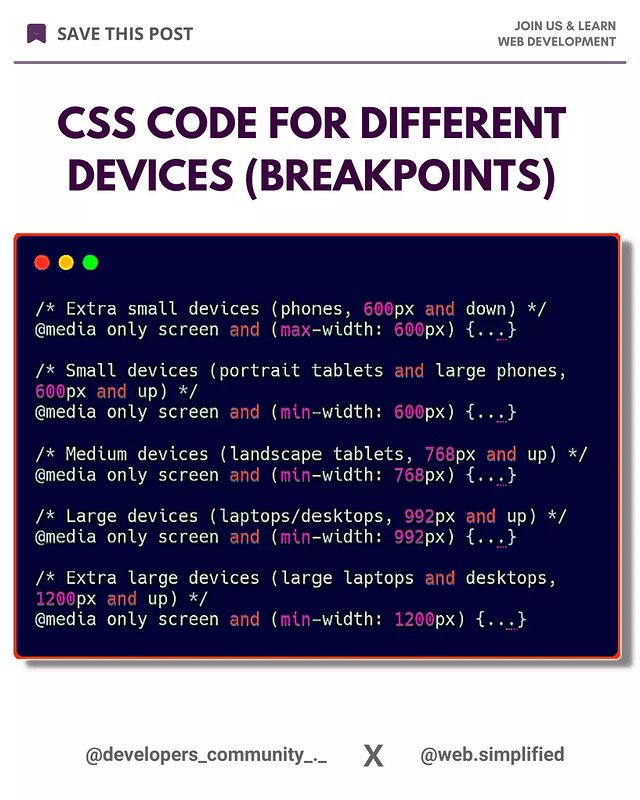 SAVE THIS POST
JOIN US & LEARN
WEB DEVELOPMENT
CSS CODE FOR DIFFERENT
DEVICES (BREAKPOINTS)
/* Extra small devices (phones, 600px and down) */
@media only screen and (max-width: 600px) {...}
/* Small devices (portrait tablets and large phones,
600px and up) */
@media only screen and (min-width: 600px) {...}
/* Medium devices (landscape tablets, 768px and up) */
@media only screen and (min-width: 768px) {...}
/* Large devices (laptops/desktops, 992px and up) */
@media only screen and (min-width: 992px) {...}
/* Extra large devices (large laptops and desktops,
1200px and up) */
@media only screen and (min-width: 1200px) {...}
@developers_community_._ X @web.simplified